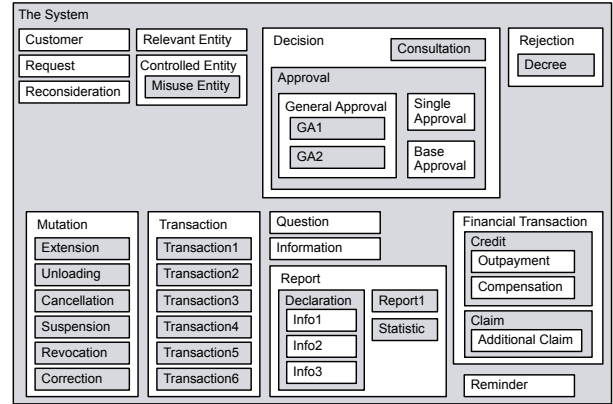 The System
Customer
Request
Reconsideration
Relevant Entity
Controlled Entity
Misuse Entity
Decision
Consultation
Approval
General Approval
GA1
GA2
Single
Approval
Base
Approval
Rejection
Decree
Mutation
Extension
Unloading
Cancellation
Suspension
Revocation
Correction
Transaction
Transaction1
Transaction2
Transaction3
Transaction4
Transaction5
Transaction6
Question
Information
Report
Declaration
Info1
Info2
Info3
Report1
Statistic
Financial Transaction
Credit
Outpayment
Compensation
Claim
Additional Claim
Reminder